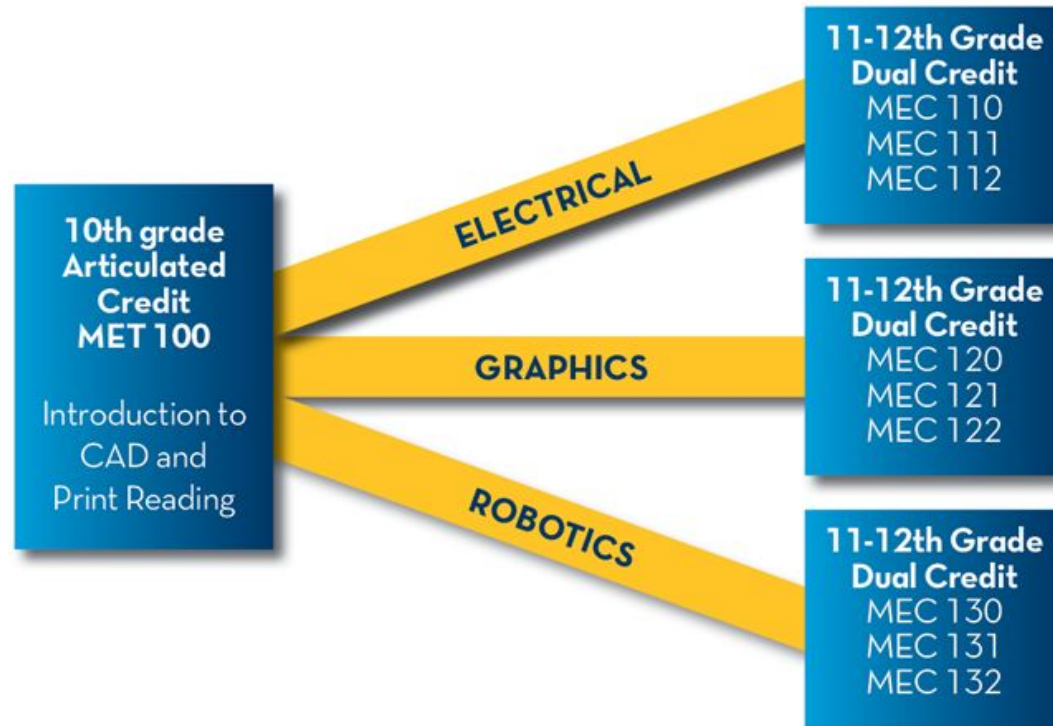 10th grade
Articulated
Credit
MET 100
Introduction to
CAD and
Print Reading
ELECTRICAL
11-12th Grade
Dual Credit
MEC 110
MEC 111
MEC 112
GRAPHICS
11-12th Grade
Dual Credit
MEC 120
MEC 121
MEC 122
ROBOTICS
11-12th Grade
Dual Credit
MEC 130
MEC 131
MEC 132